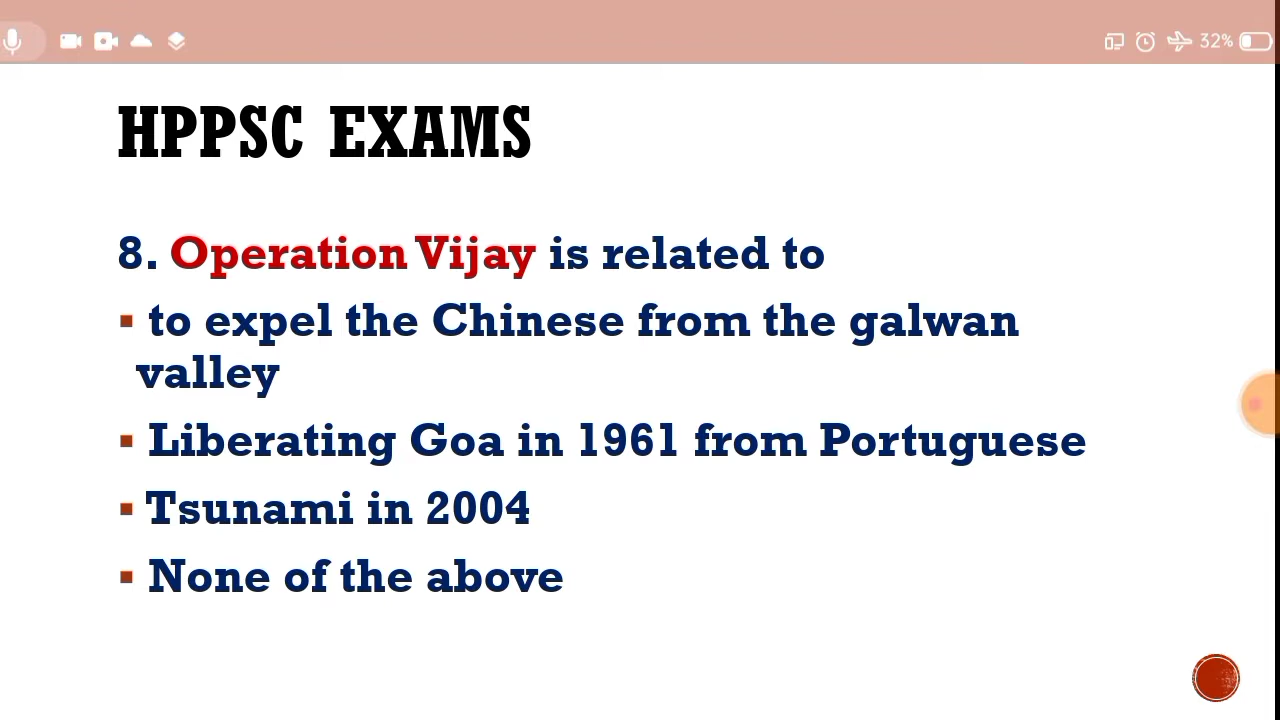 32%
HPPSC EXAMS
8. Operation Vijay is related to
▪ to expel the Chinese from the galwan
valley
▪ Liberating Goa in 1961 from Portuguese
▪ Tsunami in 2004
▪ None of the above